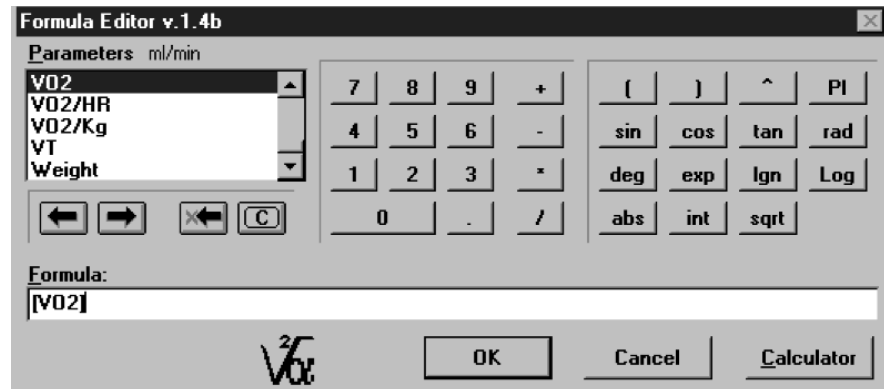 Formula Editor v.1.4b
Parameters ml/min
VO2
VO2/HR
VO2/Kg
VT
Weight
7 8 9 + ( ) ^ PI
4 5 6 - sin cos tan rad
1 2 3 * deg exp lgn Log
0 . / abs int sqrt
C
Formula:
[VO2]
2
√α
OK Cancel Calculator